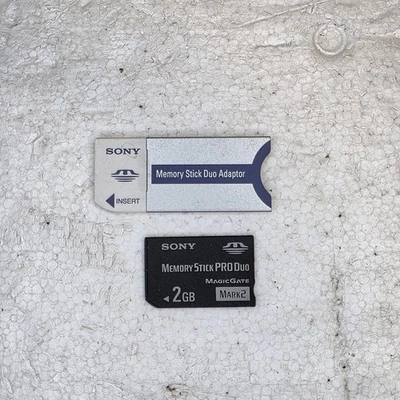 SONY
Memory Stick Duo Adaptor
INSERT
SONY
MEMORY STICK PRO DUO
MAGICGATE
2GB
MARK2